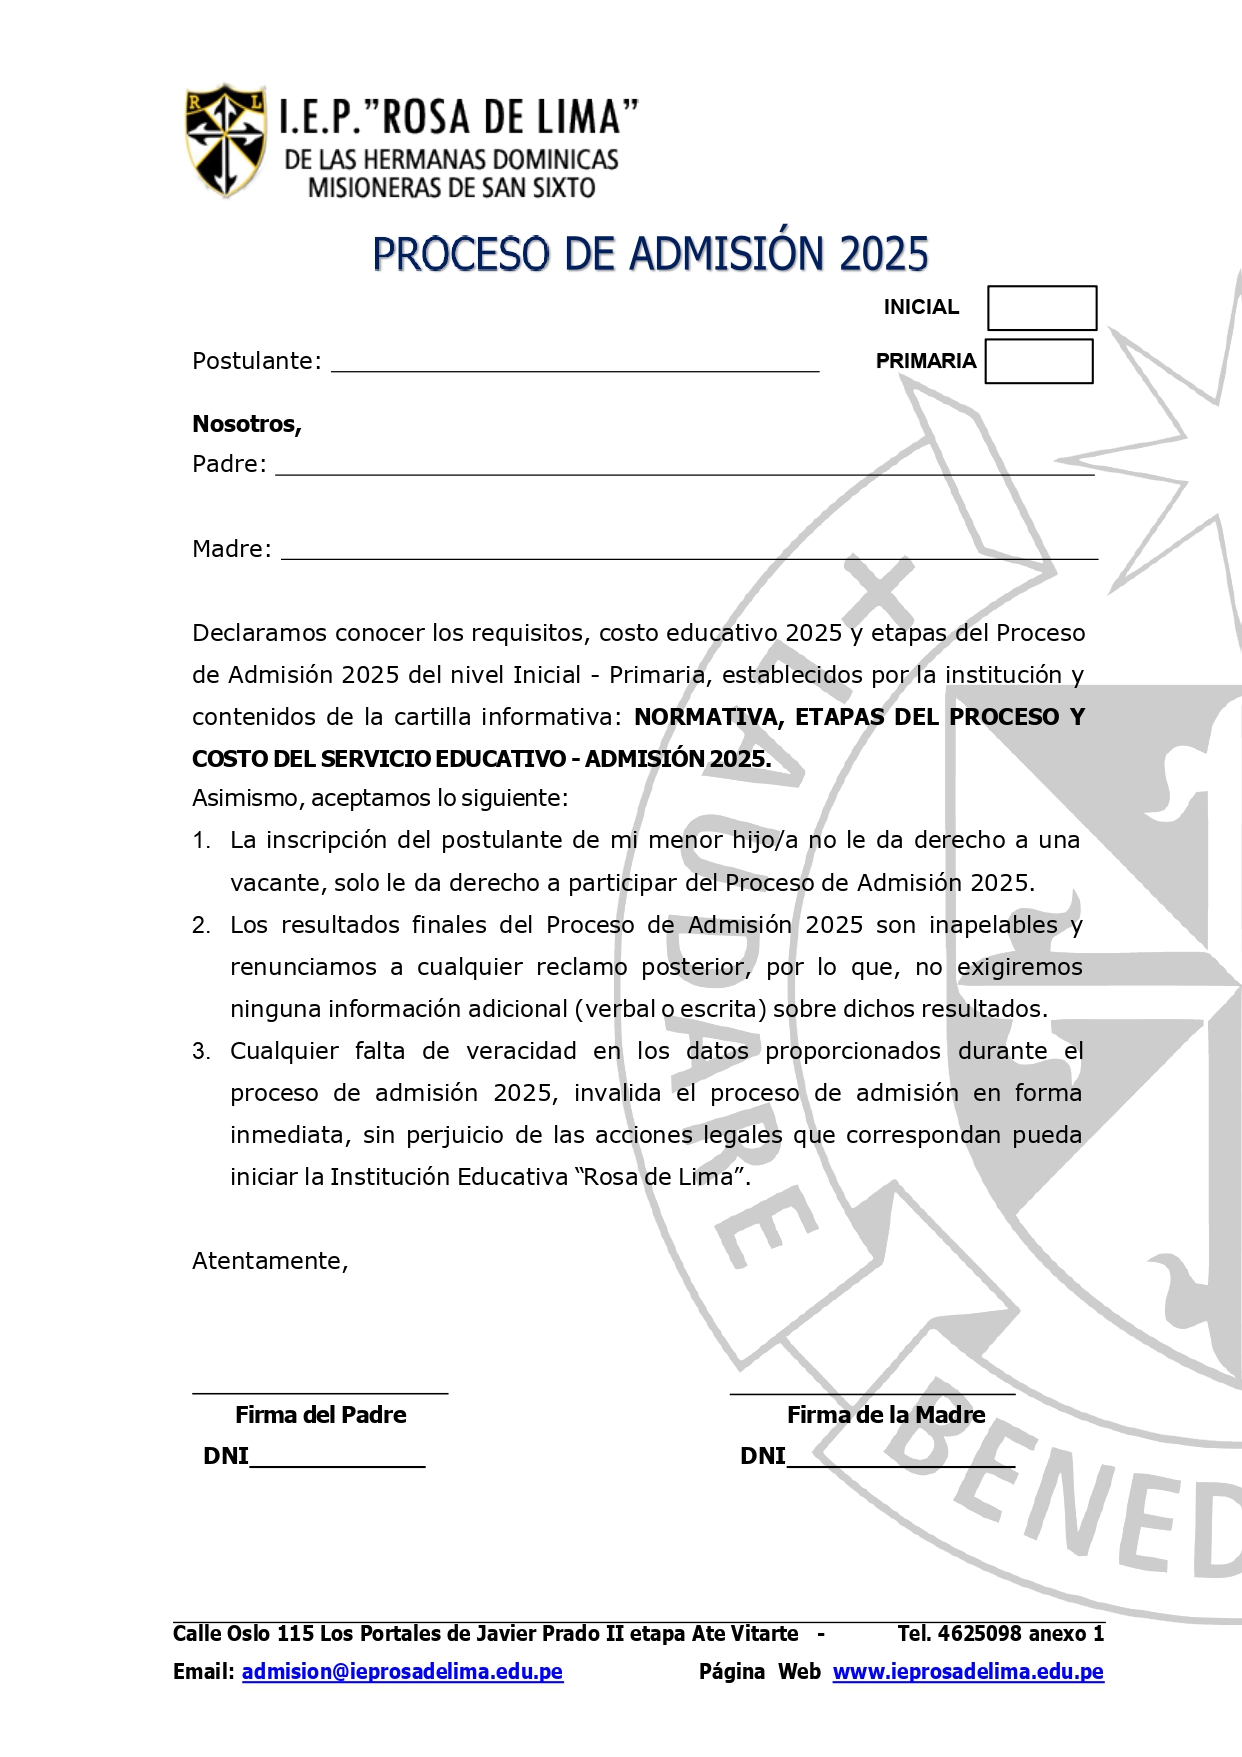 R L
I.E.P."ROSA DE LIMA"
DE LAS HERMANAS DOMINICAS
MISIONERAS DE SAN SIXTO
PROCESO DE ADMISIÓN 2025
INICIAL
Postulante: ____________ PRIMARIA
Nosotros,
Padre: ____________
Madre: ____________
Declaramos conocer los requisitos, costo educativo 2025 y etapas del Proceso
de Admisión 2025 del nivel Inicial - Primaria, establecidos por la institución y
contenidos de la cartilla informativa: NORMATIVA, ETAPAS DEL PROCESO Y
COSTO DEL SERVICIO EDUCATIVO – ADMISIÓN 2025.
Asimismo, aceptamos lo siguiente:
1. La inscripción del postulante de mi menor hijo/a no le da derecho a una
vacante, solo le da derecho a participar del Proceso de Admisión 2025.
2. Los resultados finales del Proceso de Admisión 2025 son inapelables y
renunciamos a cualquier reclamo posterior, por lo que, no exigiremos
ninguna información adicional (verbal o escrita) sobre dichos resultados.
3. Cualquier falta de veracidad en los datos proporcionados durante el
proceso de admisión 2025, invalida el proceso de admisión en forma
inmediata, sin perjuicio de las acciones legales que correspondan pueda
iniciar la Institución Educativa “Rosa de Lima”.
Atentamente,
Firma del Padre Firma de la Madre
DNI____________ DNI____________
LAUDARE
BENED
Calle Oslo 115 Los Portales de Javier Prado II etapa Ate Vitarte - Tel. 4625098 anexo 1
Email: admision@ieprosadelima.edu.pe Página Web www.ieprosadelima.edu.pe